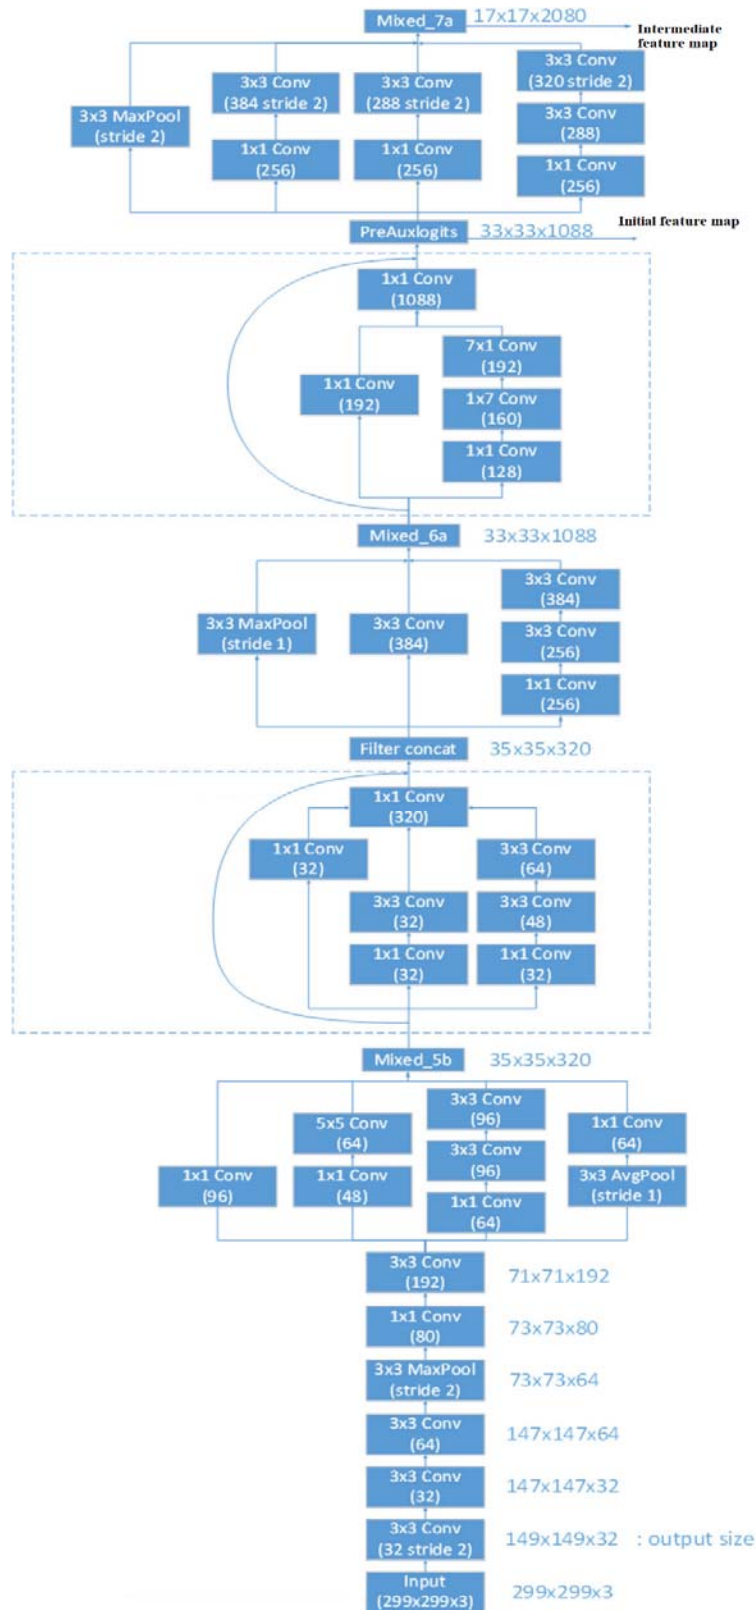 Mixed_7a
17x17x2080
Intermediate
feature map
3x3 MaxPool
(stride 2)
3x3 Conv
(384 stride 2)
1x1 Conv
(256)
3x3 Conv
(288 stride 2)
1x1 Conv
(256)
3x3 Conv
(320 stride 2)
3x3 Conv
(288)
1x1 Conv
(256)
PreAuxlogits
33x33x1088
Initial feature map
1x1 Conv
(1088)
1x1 Conv
(192)
7x1 Conv
(192)
1x7 Conv
(160)
1x1 Conv
(128)
Mixed_6a
33x33x1088
3x3 MaxPool
(stride 1)
3x3 Conv
(384)
3x3 Conv
(384)
3x3 Conv
(256)
1x1 Conv
(256)
Filter concat
35x35x320
1x1 Conv
(320)
1x1 Conv
(32)
3x3 Conv
(32)
1x1 Conv
(32)
3x3 Conv
(64)
3x3 Conv
(48)
1x1 Conv
(32)
Mixed_5b
35x35x320
1x1 Conv
(96)
5x5 Conv
(64)
1x1 Conv
(48)
3x3 Conv
(96)
3x3 Conv
(96)
1x1 Conv
(64)
1x1 Conv
(64)
3x3 AvgPool
(stride 1)
3x3 Conv
(192)
71x71x192
1x1 Conv
(80)
73x73x80
3x3 MaxPool
(stride 2)
73x73x64
3x3 Conv
(64)
147x147x64
3x3 Conv
(32)
147x147x32
3x3 Conv
(32 stride 2)
149x149x32 : output size
Input
(299x299x3)
299x299x3